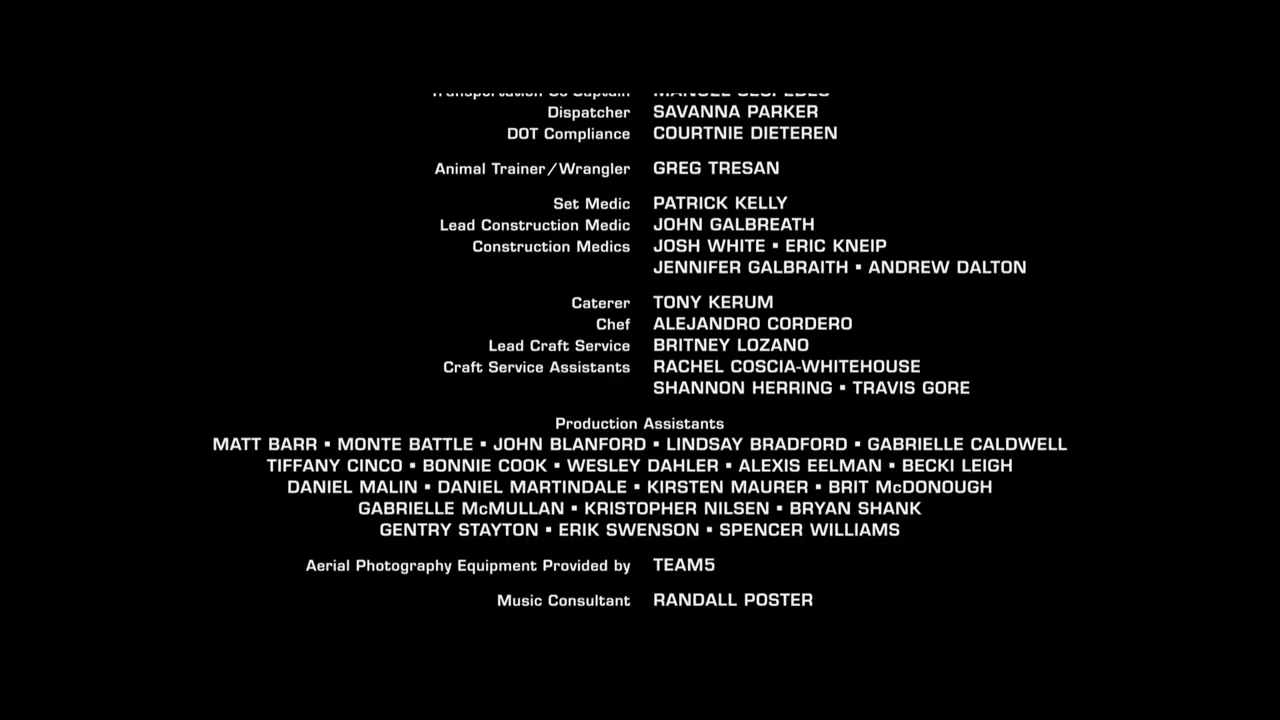 Dispatcher SAVANNA PARKER
DOT Compliance COURTNIE DIETEREN
Animal Trainer/Wrangler GREG TRESAN
Set Medic PATRICK KELLY
Lead Construction Medic JOHN GALBREATH
Construction Medics JOSH WHITE ▪ ERIC KNEIP
JENNIFER GALBRAITH ▪ ANDREW DALTON
Caterer TONY KERUM
Chef ALEJANDRO CORDERO
Lead Craft Service BRITNEY LOZANO
Craft Service Assistants RACHEL COSCIA-WHITEHOUSE
SHANNON HERRING ▪ TRAVIS GORE
Production Assistants
MATT BARR ▪ MONTE BATTLE ▪ JOHN BLANFORD ▪ LINDSAY BRADFORD ▪ GABRIELLE CALDWELL
TIFFANY CINCO ▪ BONNIE COOK ▪ WESLEY DAHLER ▪ ALEXIS EELMAN ▪ BECKI LEIGH
DANIEL MALIN ▪ DANIEL MARTINDALE ▪ KIRSTEN MAURER ▪ BRIT McDONOUGH
GABRIELLE McMULLAN ▪ KRISTOPHER NILSEN ▪ BRYAN SHANK
GENTRY STAYTON ▪ ERIK SWENSON ▪ SPENCER WILLIAMS
Aerial Photography Equipment Provided by TEAM5
Music Consultant RANDALL POSTER